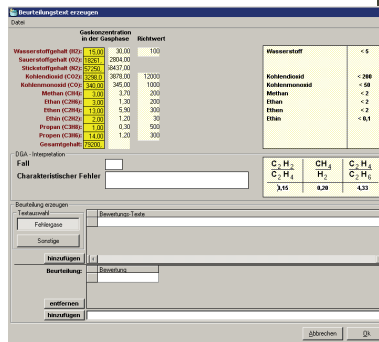 Beurteilungstext erzeugen
Datei
Gaskonzentration
in der Gasphase Richtwert
Wasserstoffgehalt (H2): 15,00 30,00 100
Sauerstoffgehalt (O2): 18261, 2804,00
Stickstoffgehalt (N2): 57250, 8437,00
Kohlendioxid (CO2): 3298,0 3878,00 12000
Kohlenmonoxid (CO): 340,00 345,00 1000
Methan (CH4): 3,00 3,70 200
Ethan (C2H6): 3,00 1,30 200
Ethen (C2H4): 13,00 5,90 300
Ethin (C2H2): 2,00 1,20 30
Propan (C3H8): 1,00 0,30 500
Propen (C3H6): 14,00 1,20 300
Gesamtgehalt: 79200,
Wasserstoff < 5
Kohlendioxid < 200
Kohlenmonoxid < 50
Methan < 2
Ethan < 2
Ethen < 2
Ethin < 0,1
DGA - Interpretation
Fall
Charakteristischer Fehler
C2H2 CH4 C2H4
C2H4 H2 C2H6
0,15 0,20 4,33
Beurteilung erzeugen
Textauswahl
Fehlergase
Sonstige
hinzufügen
Bewertungs-Texte
Beurteilung:
Bewertung
entfernen
hinzufügen
Abbrechen Ok